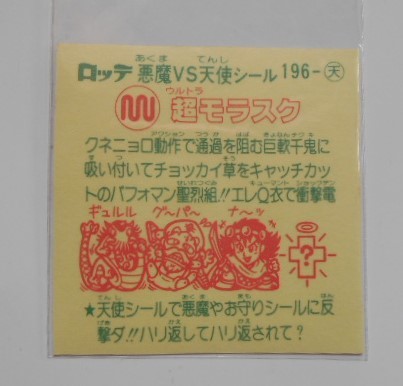 ロッテ 悪魔VS天使シール 196-天
超モラスク
クネニョロ動作で通過を阻む巨軟千鬼に
吸い付いてチョッカイ草をキャッチカッ
トのパフォマン聖烈組!!エレQ衣で衝撃電
ギュルル グ〜パ〜 ナ〜ッ
?
★天使シールで悪魔やお守りシールに反
撃ダ!!ハリ返してハリ返されて?